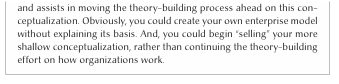 and assists in moving the theory-building process ahead on this con-
ceptualization. Obviously, you could create your own enterprise model
without explaining its basis. And, you could begin “selling” your more
shallow conceptualization, rather than continuing the theory-building
effort on how organizations work.